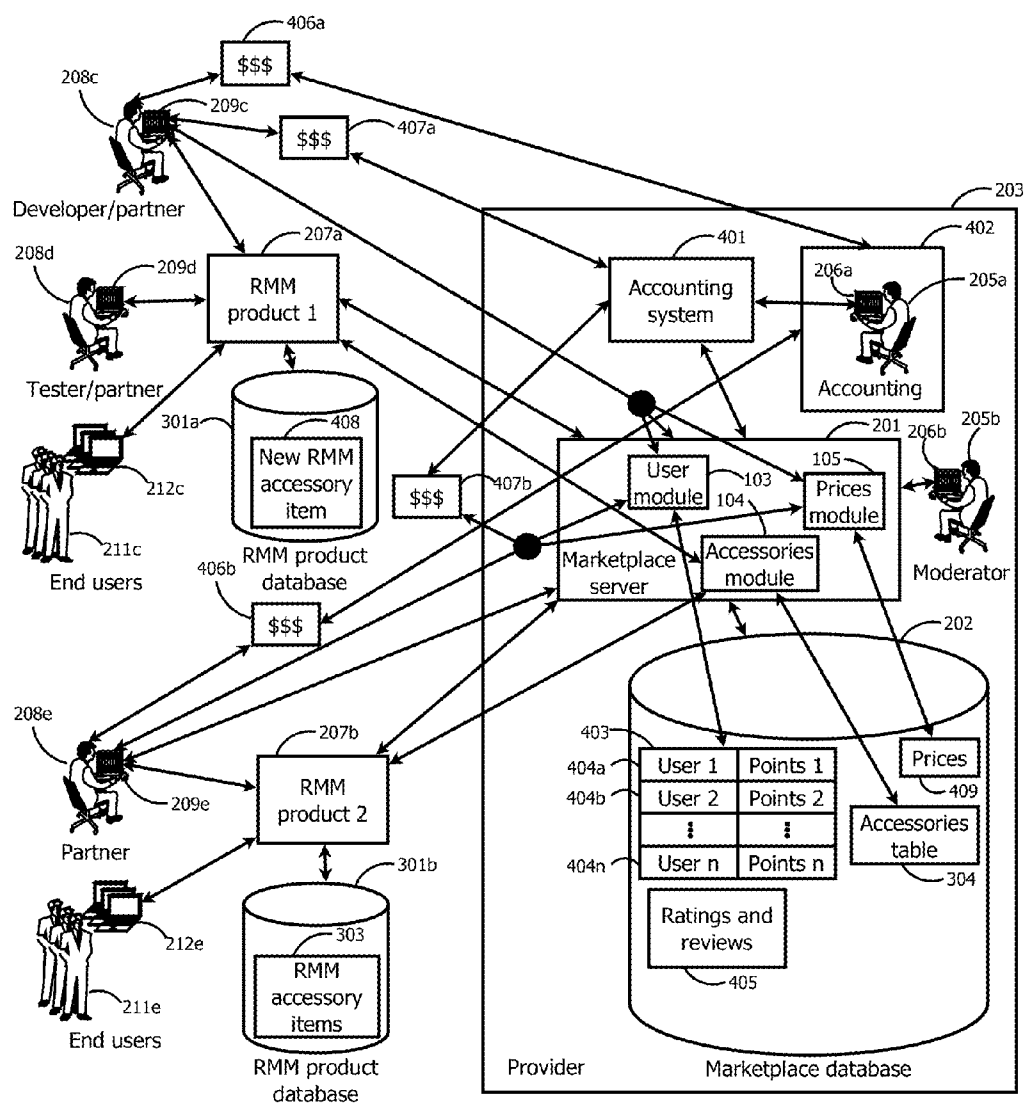 406a
$$$
208c
209c
407a
$$$
Developer/partner
203
207a
401
402
208d
209d
RMM
product 1
Accounting
system
206a
205a
Tester/partner
Accounting
301a
408
New RMM
accessory
item
201
206b
205b
407b
$$$
User
module
103
105
Prices
module
104
212c
211c
End users
RMM product
database
Marketplace
server
Accessories
module
Moderator
406b
$$$
202
208e
207b
403
404a
User 1
Points 1
Prices
409
209e
RMM
product 2
404b
User 2
Points 2
Partner
Accessories
table
304
404n
User n
Points n
301b
212e
303
RMM
accessory
items
Ratings and
reviews
405
211e
End users
RMM product
database
Provider
Marketplace database